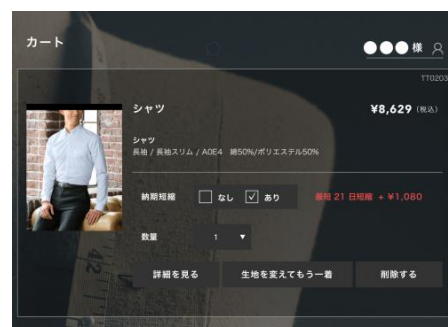 カート
●●●様
TT0203
シャツ
¥8,629 (税込)
シャツ
長袖 / 長袖スリム / A0E4 綿50%/ポリエステル50%
納期短縮 なし あり 最短 21 日短縮 + ¥1,080
数量 1 ▼
詳細を見る 生地を変えてもう一着 削除する